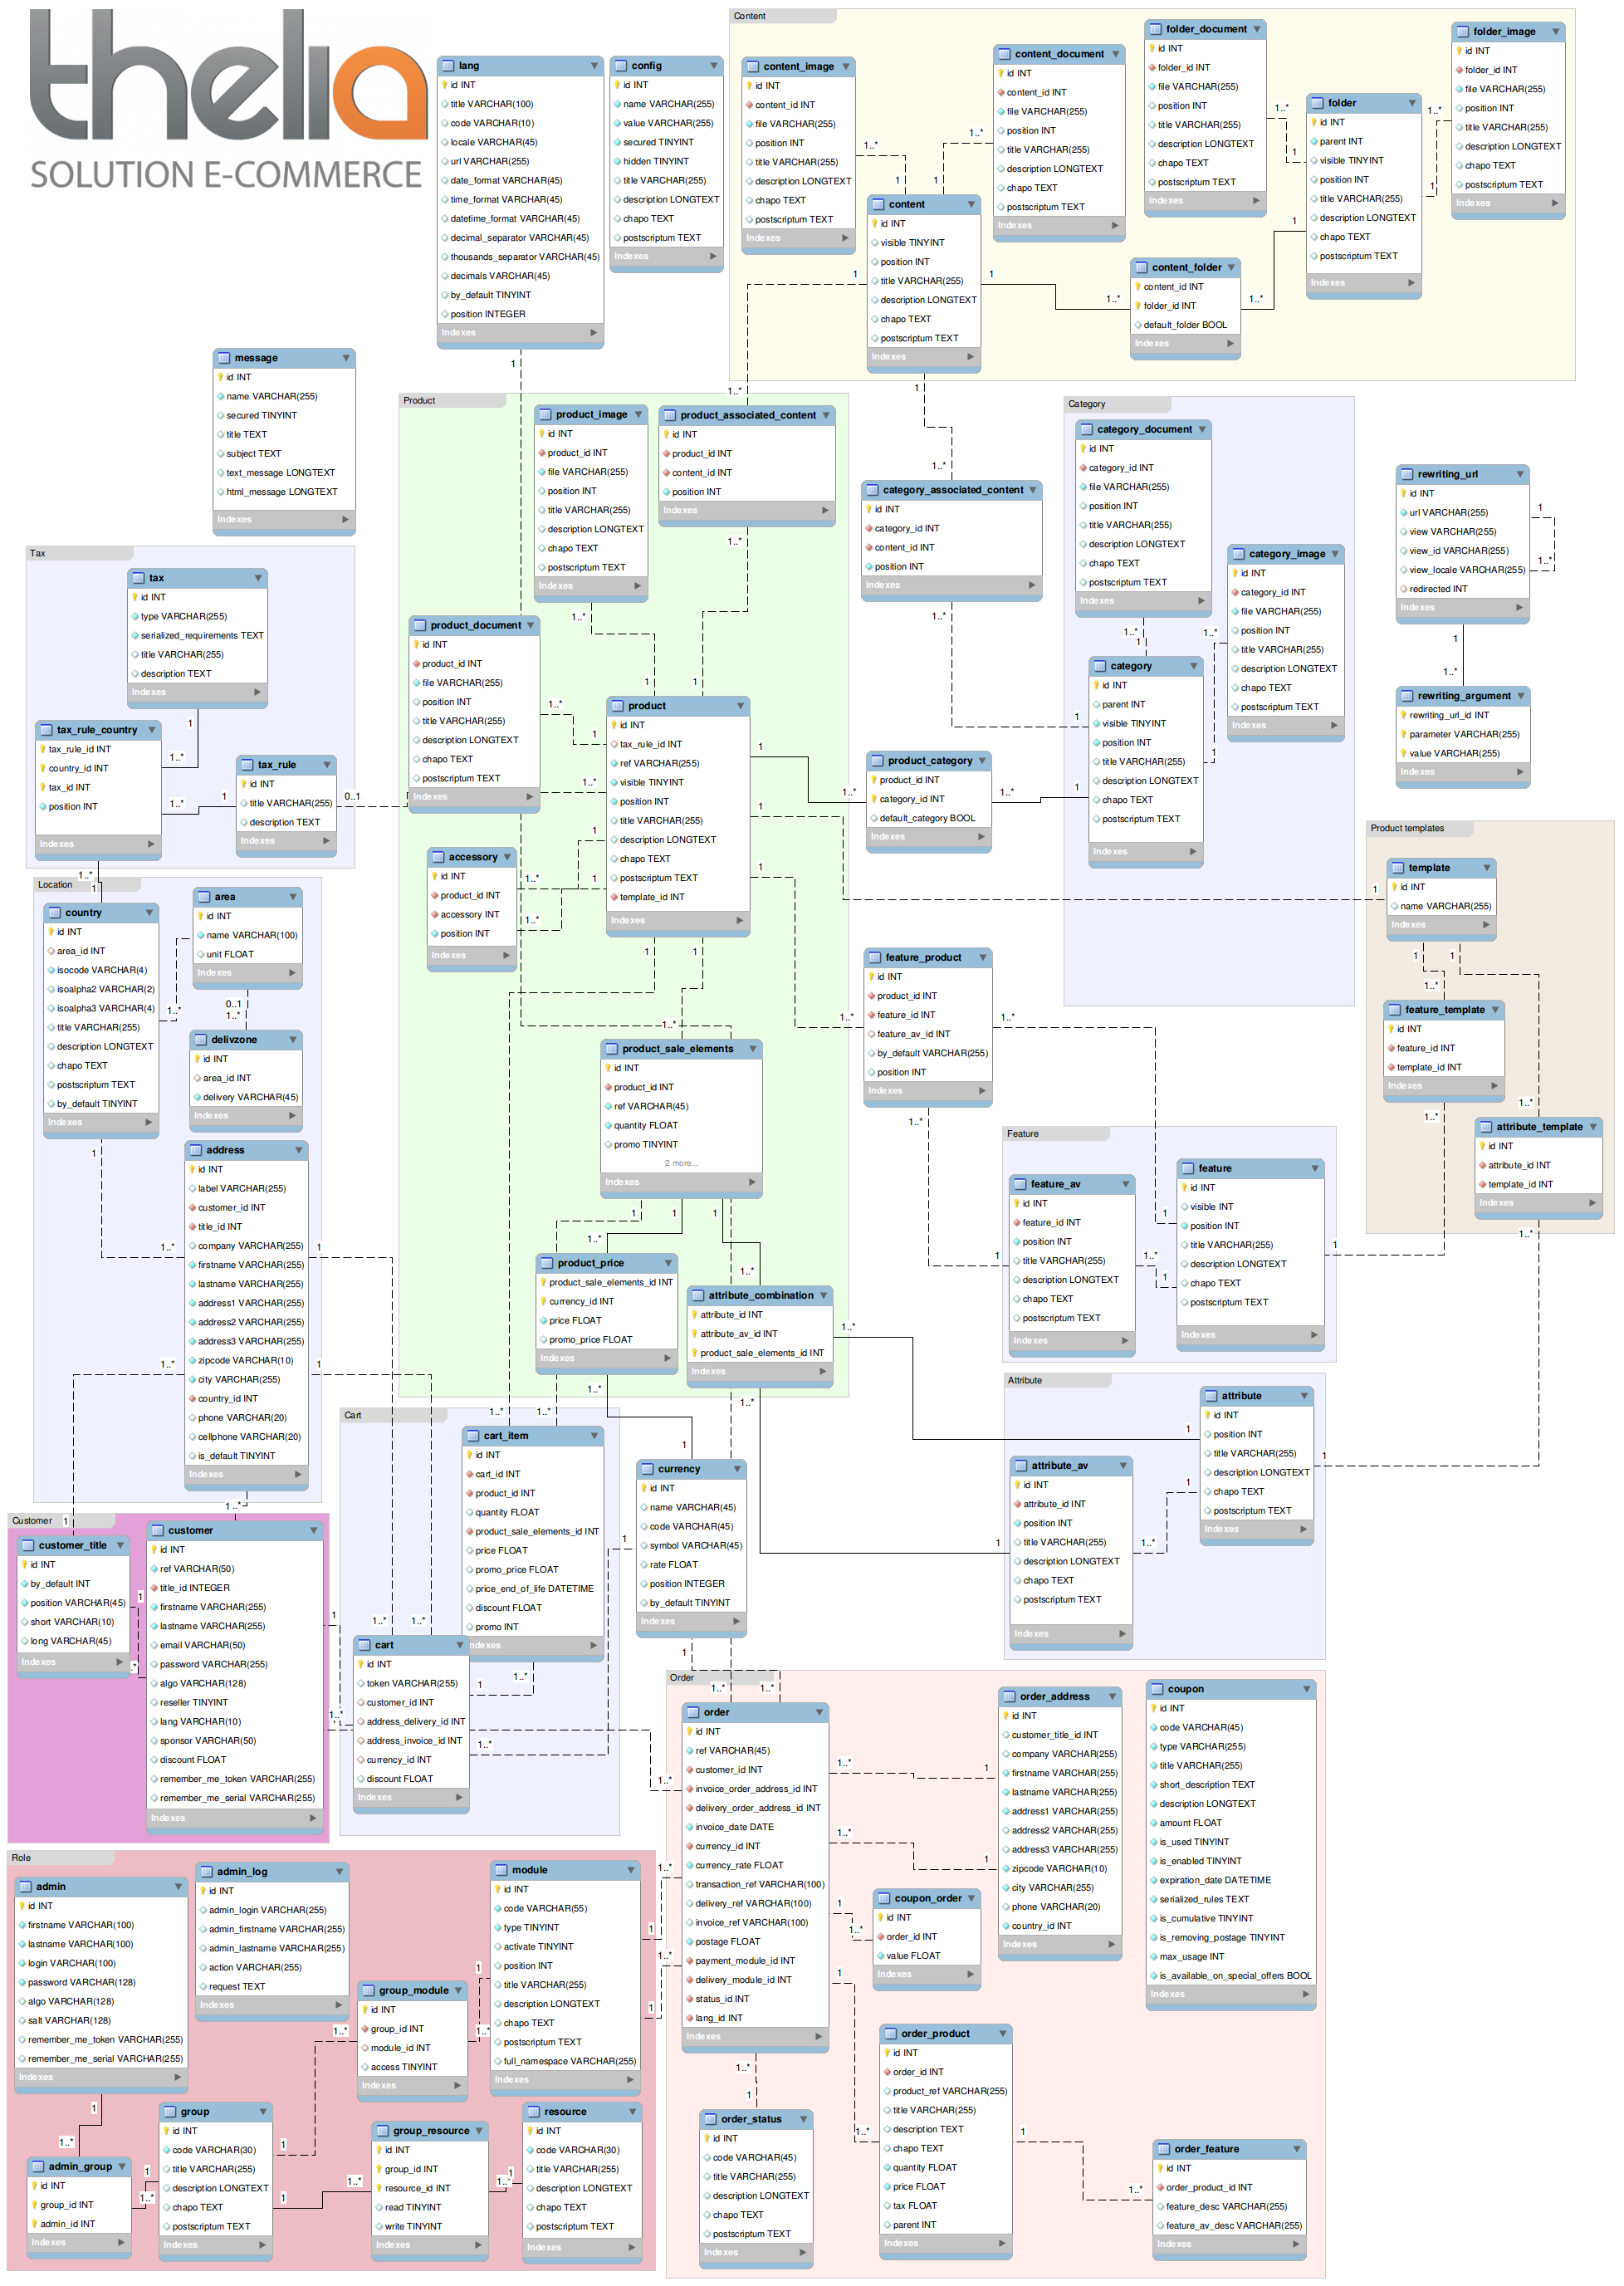 thelia
SOLUTION E-COMMERCE
lang
id INT
title VARCHAR(100)
code VARCHAR(10)
locale VARCHAR(45)
url VARCHAR(255)
date_format VARCHAR(45)
time_format VARCHAR(45)
datetime_format VARCHAR(45)
decimal_separator VARCHAR(45)
thousands_separator VARCHAR(45)
decimals VARCHAR(45)
by_default TINYINT
position INTEGER
Indexes
config
id INT
name VARCHAR(255)
value VARCHAR(255)
secured TINYINT
hidden TINYINT
title VARCHAR(255)
description LONGTEXT
chapo TEXT
postscriptum TEXT
Indexes
Content
content_image
id INT
content_id INT
file VARCHAR(255)
position INT
title VARCHAR(255)
description LONGTEXT
chapo TEXT
postscriptum TEXT
Indexes
content_document
id INT
content_id INT
file VARCHAR(255)
position INT
title VARCHAR(255)
description LONGTEXT
chapo TEXT
postscriptum TEXT
Indexes
folder_document
id INT
folder_id INT
file VARCHAR(255)
position INT
title VARCHAR(255)
description LONGTEXT
chapo TEXT
postscriptum TEXT
Indexes
folder
id INT
parent INT
visible TINYINT
position INT
title VARCHAR(255)
description LONGTEXT
chapo TEXT
postscriptum TEXT
Indexes
folder_image
id INT
folder_id INT
file VARCHAR(255)
position INT
title VARCHAR(255)
description LONGTEXT
chapo TEXT
postscriptum TEXT
Indexes
content
id INT
visible TINYINT
position INT
title VARCHAR(255)
description LONGTEXT
chapo TEXT
postscriptum TEXT
Indexes
content_folder
content_id INT
folder_id INT
default_folder BOOL
Indexes
message
id INT
name VARCHAR(255)
secured TINYINT
title TEXT
subject TEXT
text_message LONGTEXT
html_message LONGTEXT
Indexes
Product
product_image
id INT
product_id INT
file VARCHAR(255)
position INT
title VARCHAR(255)
description LONGTEXT
chapo TEXT
postscriptum TEXT
Indexes
product_associated_content
id INT
product_id INT
content_id INT
position INT
Indexes
category_associated_content
id INT
category_id INT
content_id INT
position INT
Indexes
Category
category_document
id INT
category_id INT
file VARCHAR(255)
position INT
title VARCHAR(255)
description LONGTEXT
chapo TEXT
postscriptum TEXT
Indexes
category_image
id INT
category_id INT
file VARCHAR(255)
position INT
title VARCHAR(255)
description LONGTEXT
chapo TEXT
postscriptum TEXT
Indexes
category
id INT
parent INT
visible TINYINT
position INT
title VARCHAR(255)
description LONGTEXT
chapo TEXT
postscriptum TEXT
Indexes
rewriting_url
id INT
url VARCHAR(255)
view VARCHAR(255)
view_id VARCHAR(255)
view_locale VARCHAR(255)
redirected INT
Indexes
rewriting_argument
rewriting_url_id INT
parameter VARCHAR(255)
value VARCHAR(255)
Indexes
Tax
tax
id INT
type VARCHAR(255)
serialized_requirements TEXT
title VARCHAR(255)
description TEXT
Indexes
tax_rule_country
tax_rule_id INT
country_id INT
tax_id INT
position INT
Indexes
tax_rule
id INT
title VARCHAR(255)
description TEXT
Indexes
product_document
id INT
product_id INT
file VARCHAR(255)
position INT
title VARCHAR(255)
description LONGTEXT
chapo TEXT
postscriptum TEXT
Indexes
product
id INT
tax_rule_id INT
ref VARCHAR(255)
visible TINYINT
position INT
title VARCHAR(255)
description LONGTEXT
chapo TEXT
postscriptum TEXT
template_id INT
Indexes
product_category
product_id INT
category_id INT
default_category BOOL
Indexes
accessory
id INT
product_id INT
accessory INT
position INT
Indexes
Product templates
template
id INT
name VARCHAR(255)
Indexes
feature_template
id INT
feature_id INT
template_id INT
Indexes
attribute_template
id INT
attribute_id INT
template_id INT
Indexes
Location
country
id INT
area_id INT
isocode VARCHAR(4)
isoalpha2 VARCHAR(2)
isoalpha3 VARCHAR(4)
title VARCHAR(255)
description LONGTEXT
chapo TEXT
postscriptum TEXT
by_default TINYINT
Indexes
area
id INT
name VARCHAR(100)
unit FLOAT
Indexes
delivzone
id INT
area_id INT
delivery VARCHAR(45)
Indexes
address
id INT
label VARCHAR(255)
customer_id INT
title_id INT
company VARCHAR(255)
firstname VARCHAR(255)
lastname VARCHAR(255)
address1 VARCHAR(255)
address2 VARCHAR(255)
address3 VARCHAR(255)
zipcode VARCHAR(10)
city VARCHAR(255)
country_id INT
phone VARCHAR(20)
cellphone VARCHAR(20)
is_default TINYINT
Indexes
feature_product
id INT
product_id INT
feature_id INT
feature_av_id INT
by_default VARCHAR(255)
position INT
Indexes
product_sale_elements
id INT
product_id INT
ref VARCHAR(45)
quantity FLOAT
promo TINYINT
2 more...
Indexes
product_price
product_sale_elements_id INT
currency_id INT
price FLOAT
promo_price FLOAT
Indexes
attribute_combination
attribute_id INT
attribute_av_id INT
product_sale_elements_id INT
Indexes
Feature
feature_av
id INT
feature_id INT
position INT
title VARCHAR(255)
description LONGTEXT
chapo TEXT
postscriptum TEXT
Indexes
feature
id INT
visible INT
position INT
title VARCHAR(255)
description LONGTEXT
chapo TEXT
postscriptum TEXT
Indexes
Attribute
attribute
id INT
position INT
title VARCHAR(255)
description LONGTEXT
chapo TEXT
postscriptum TEXT
Indexes
attribute_av
id INT
attribute_id INT
position INT
title VARCHAR(255)
description LONGTEXT
chapo TEXT
postscriptum TEXT
Indexes
Cart
cart_item
id INT
cart_id INT
product_id INT
quantity FLOAT
product_sale_elements_id INT
price FLOAT
promo_price FLOAT
price_end_of_life DATETIME
discount FLOAT
promo INT
ndexes
cart
id INT
token VARCHAR(255)
customer_id INT
address_delivery_id INT
address_invoice_id INT
currency_id INT
discount FLOAT
Indexes
currency
id INT
name VARCHAR(45)
code VARCHAR(45)
symbol VARCHAR(45)
rate FLOAT
position INTEGER
by_default TINYINT
Indexes
Customer
customer_title
id INT
by_default INT
position VARCHAR(45)
short VARCHAR(10)
long VARCHAR(45)
Indexes
customer
id INT
ref VARCHAR(50)
title_id INTEGER
firstname VARCHAR(255)
lastname VARCHAR(255)
email VARCHAR(50)
password VARCHAR(255)
algo VARCHAR(128)
reseller TINYINT
lang VARCHAR(10)
sponsor VARCHAR(50)
discount FLOAT
remember_me_token VARCHAR(255)
remember_me_serial VARCHAR(255)
Indexes
Order
order
id INT
ref VARCHAR(45)
customer_id INT
invoice_order_address_id INT
delivery_order_address_id INT
invoice_date DATE
currency_id INT
currency_rate FLOAT
transaction_ref VARCHAR(100)
delivery_ref VARCHAR(100)
invoice_ref VARCHAR(100)
postage FLOAT
payment_module_id INT
delivery_module_id INT
status_id INT
lang_id INT
Indexes
order_address
id INT
customer_title_id INT
company VARCHAR(255)
firstname VARCHAR(255)
lastname VARCHAR(255)
address1 VARCHAR(255)
address2 VARCHAR(255)
address3 VARCHAR(255)
zipcode VARCHAR(10)
city VARCHAR(255)
phone VARCHAR(20)
country_id INT
Indexes
coupon
id INT
code VARCHAR(45)
type VARCHAR(255)
title VARCHAR(255)
short_description TEXT
description LONGTEXT
amount FLOAT
is_used TINYINT
is_enabled TINYINT
expiration_date DATETIME
serialized_rules TEXT
is_cumulative TINYINT
is_removing_postage TINYINT
max_usage INT
is_available_on_special_offers BOOL
Indexes
coupon_order
id INT
order_id INT
value FLOAT
Indexes
order_product
id INT
order_id INT
product_ref VARCHAR(255)
title VARCHAR(255)
description TEXT
chapo TEXT
quantity FLOAT
price FLOAT
tax FLOAT
parent INT
Indexes
order_status
id INT
code VARCHAR(45)
title VARCHAR(255)
description LONGTEXT
chapo TEXT
postscriptum TEXT
Indexes
order_feature
id INT
order_product_id INT
feature_desc VARCHAR(255)
feature_av_desc VARCHAR(255)
Indexes
Role
admin
id INT
firstname VARCHAR(100)
lastname VARCHAR(100)
login VARCHAR(100)
password VARCHAR(128)
algo VARCHAR(128)
salt VARCHAR(128)
remember_me_token VARCHAR(255)
remember_me_serial VARCHAR(255)
Indexes
admin_log
id INT
admin_login VARCHAR(255)
admin_firstname VARCHAR(255)
admin_lastname VARCHAR(255)
action VARCHAR(255)
request TEXT
Indexes
module
id INT
code VARCHAR(55)
type TINYINT
activate TINYINT
position INT
title VARCHAR(255)
description LONGTEXT
chapo TEXT
postscriptum TEXT
full_namespace VARCHAR(255)
Indexes
group_module
id INT
group_id INT
module_id INT
access TINYINT
Indexes
admin_group
id INT
group_id INT
admin_id INT
Indexes
group
id INT
code VARCHAR(30)
title VARCHAR(255)
description LONGTEXT
chapo TEXT
postscriptum TEXT
Indexes
group_resource
id INT
group_id INT
resource_id INT
read TINYINT
write TINYINT
Indexes
resource
id INT
code VARCHAR(30)
title VARCHAR(255)
description LONGTEXT
chapo TEXT
postscriptum TEXT
Indexes